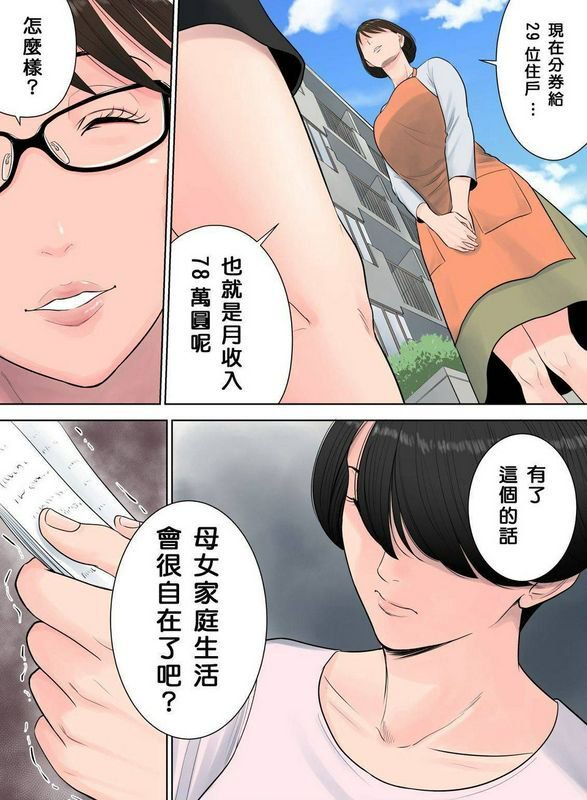 現在分券給
29位住戶…
也就是月收入
78萬圓呢
怎麼樣？
有了
這個的話
母女家庭生活
會很自在了吧？